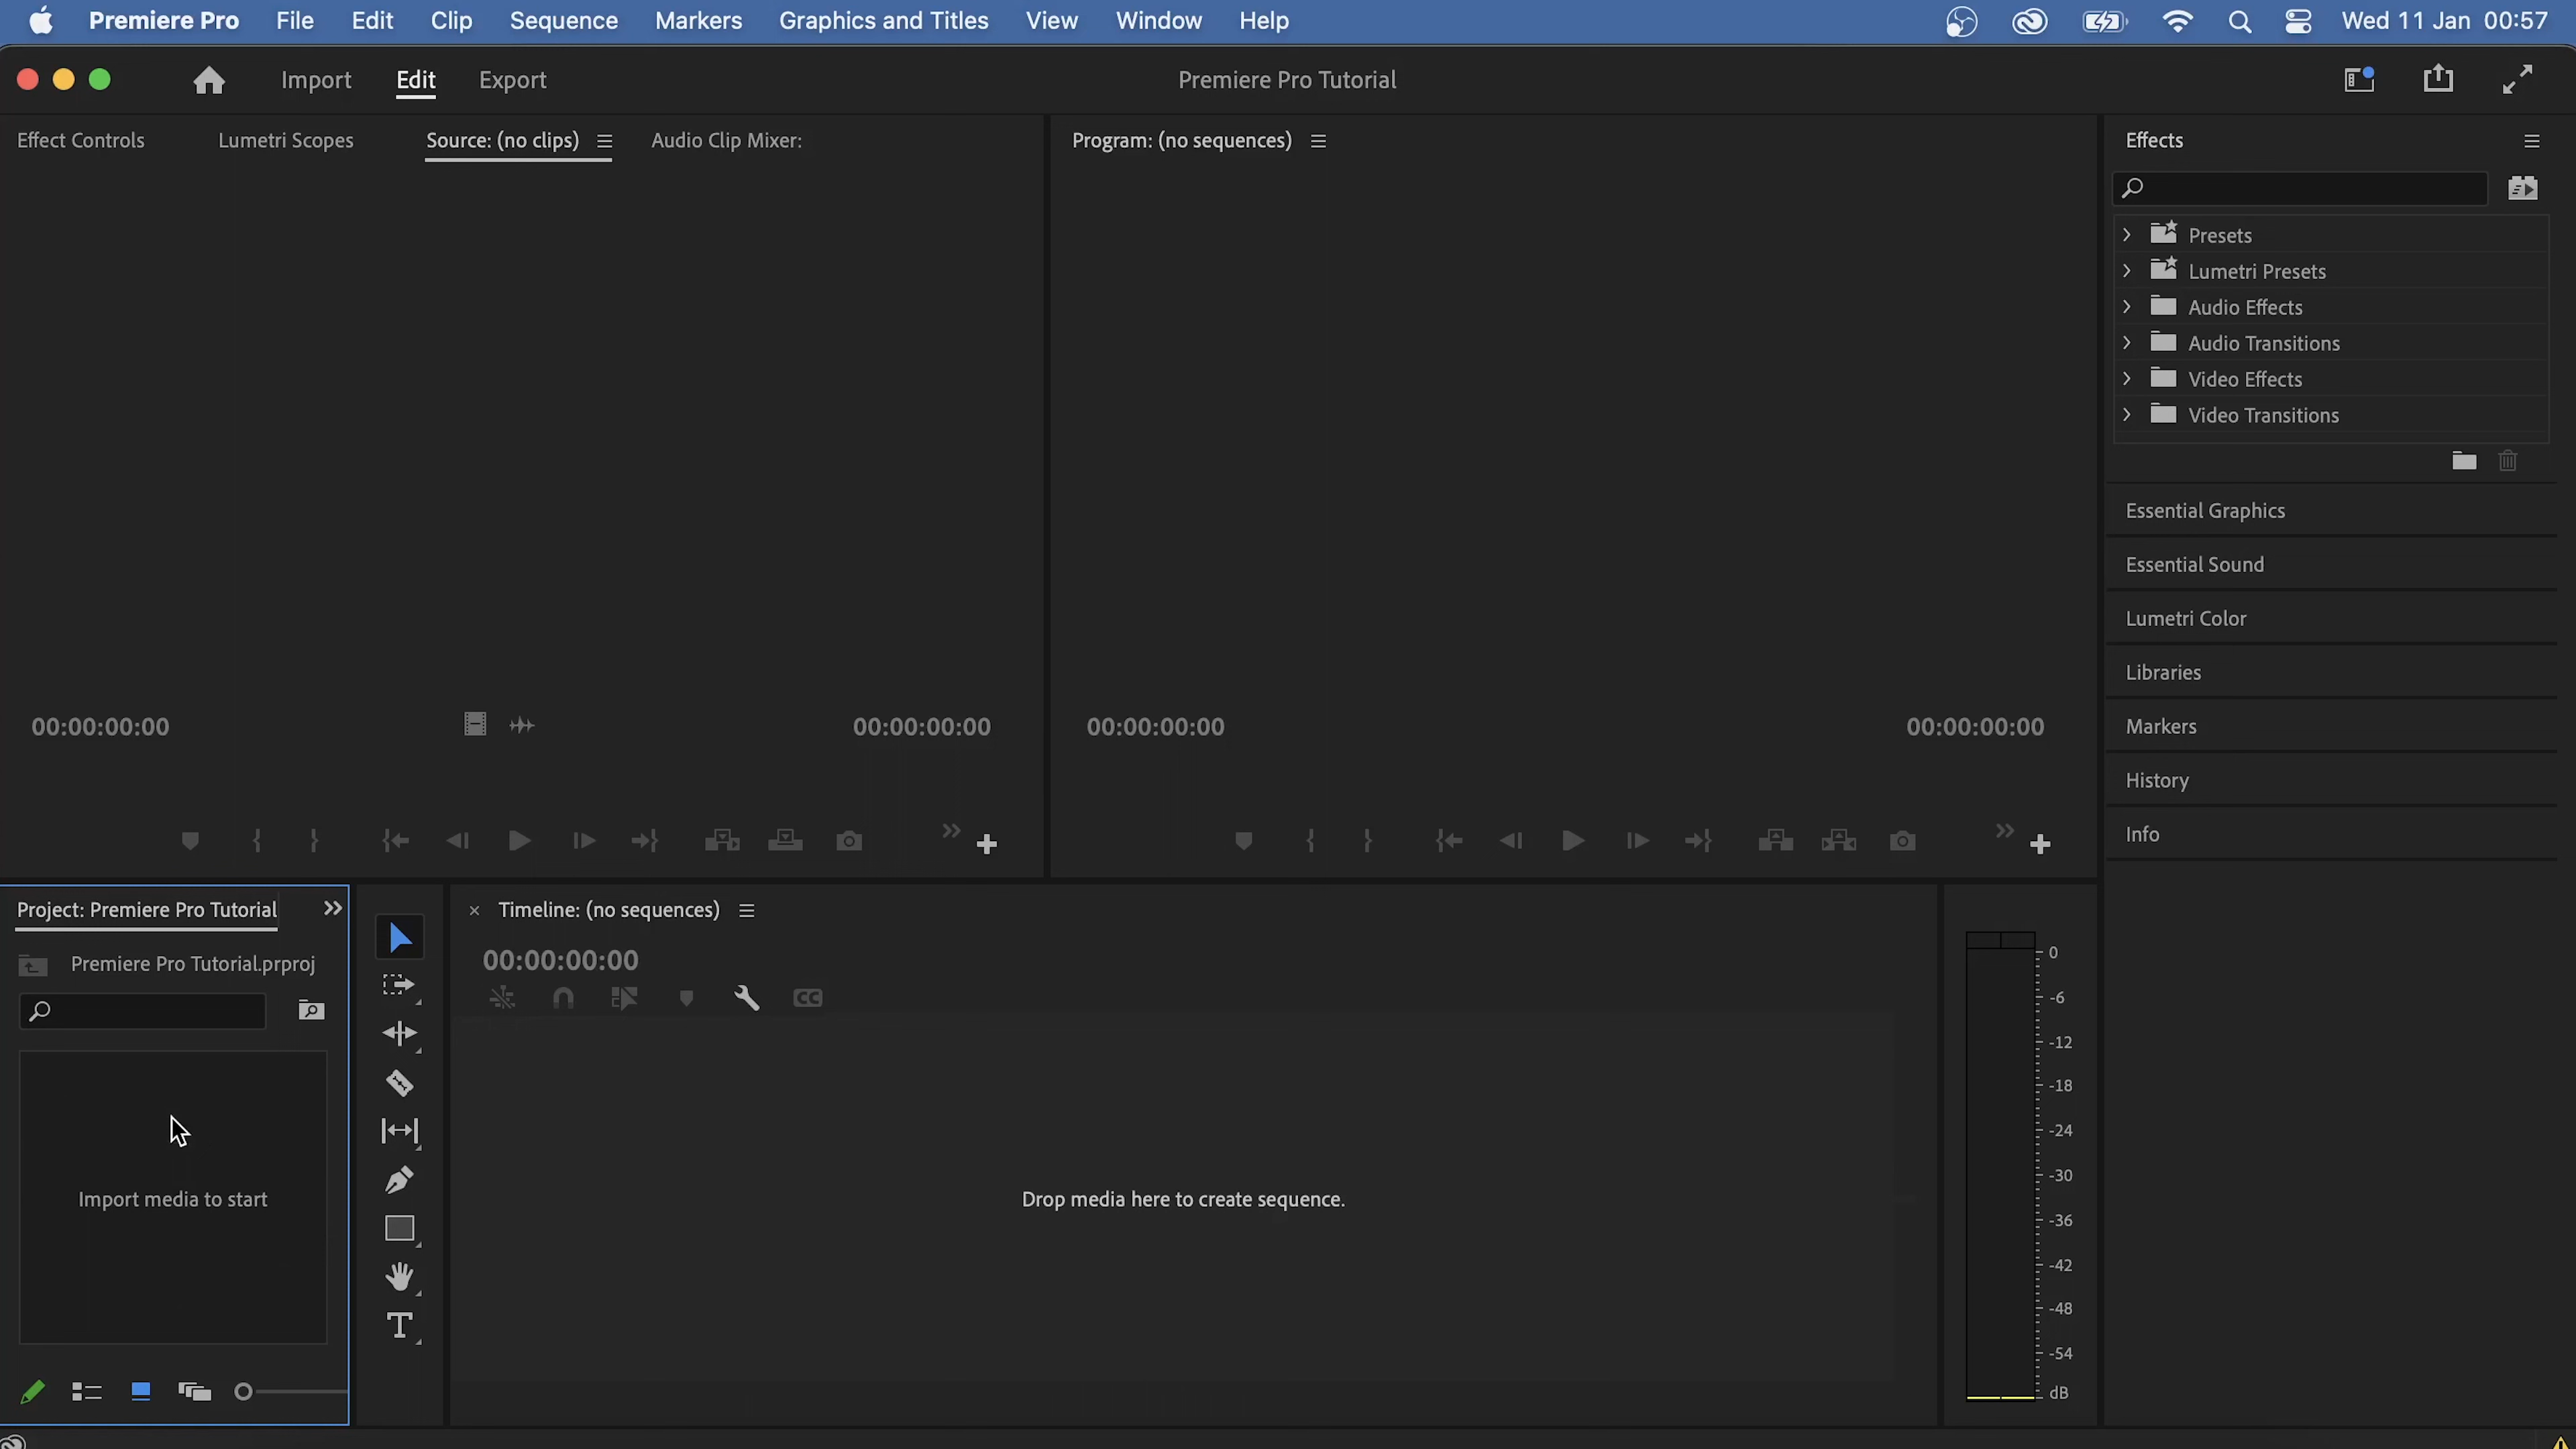 Premiere Pro File Edit Clip Sequence Markers Graphics and Titles View Window Help Wed 11 Jan 00:57
Import Edit Export Premiere Pro Tutorial
Effect Controls Lumetri Scopes Source: (no clips) Audio Clip Mixer:
Program: (no sequences)
Effects
Presets
Lumetri Presets
Audio Effects
Audio Transitions
Video Effects
Video Transitions
Essential Graphics
Essential Sound
Lumetri Color
Libraries
Markers
History
Info
00:00:00:00 00:00:00:00
00:00:00:00 00:00:00:00
Project: Premiere Pro Tutorial
Premiere Pro Tutorial.prproj
Import media to start
T
Timeline: (no sequences)
00:00:00:00
CC
Drop media here to create sequence.
0
-6
-12
-18
-24
-30
-36
-42
-48
-54
dB